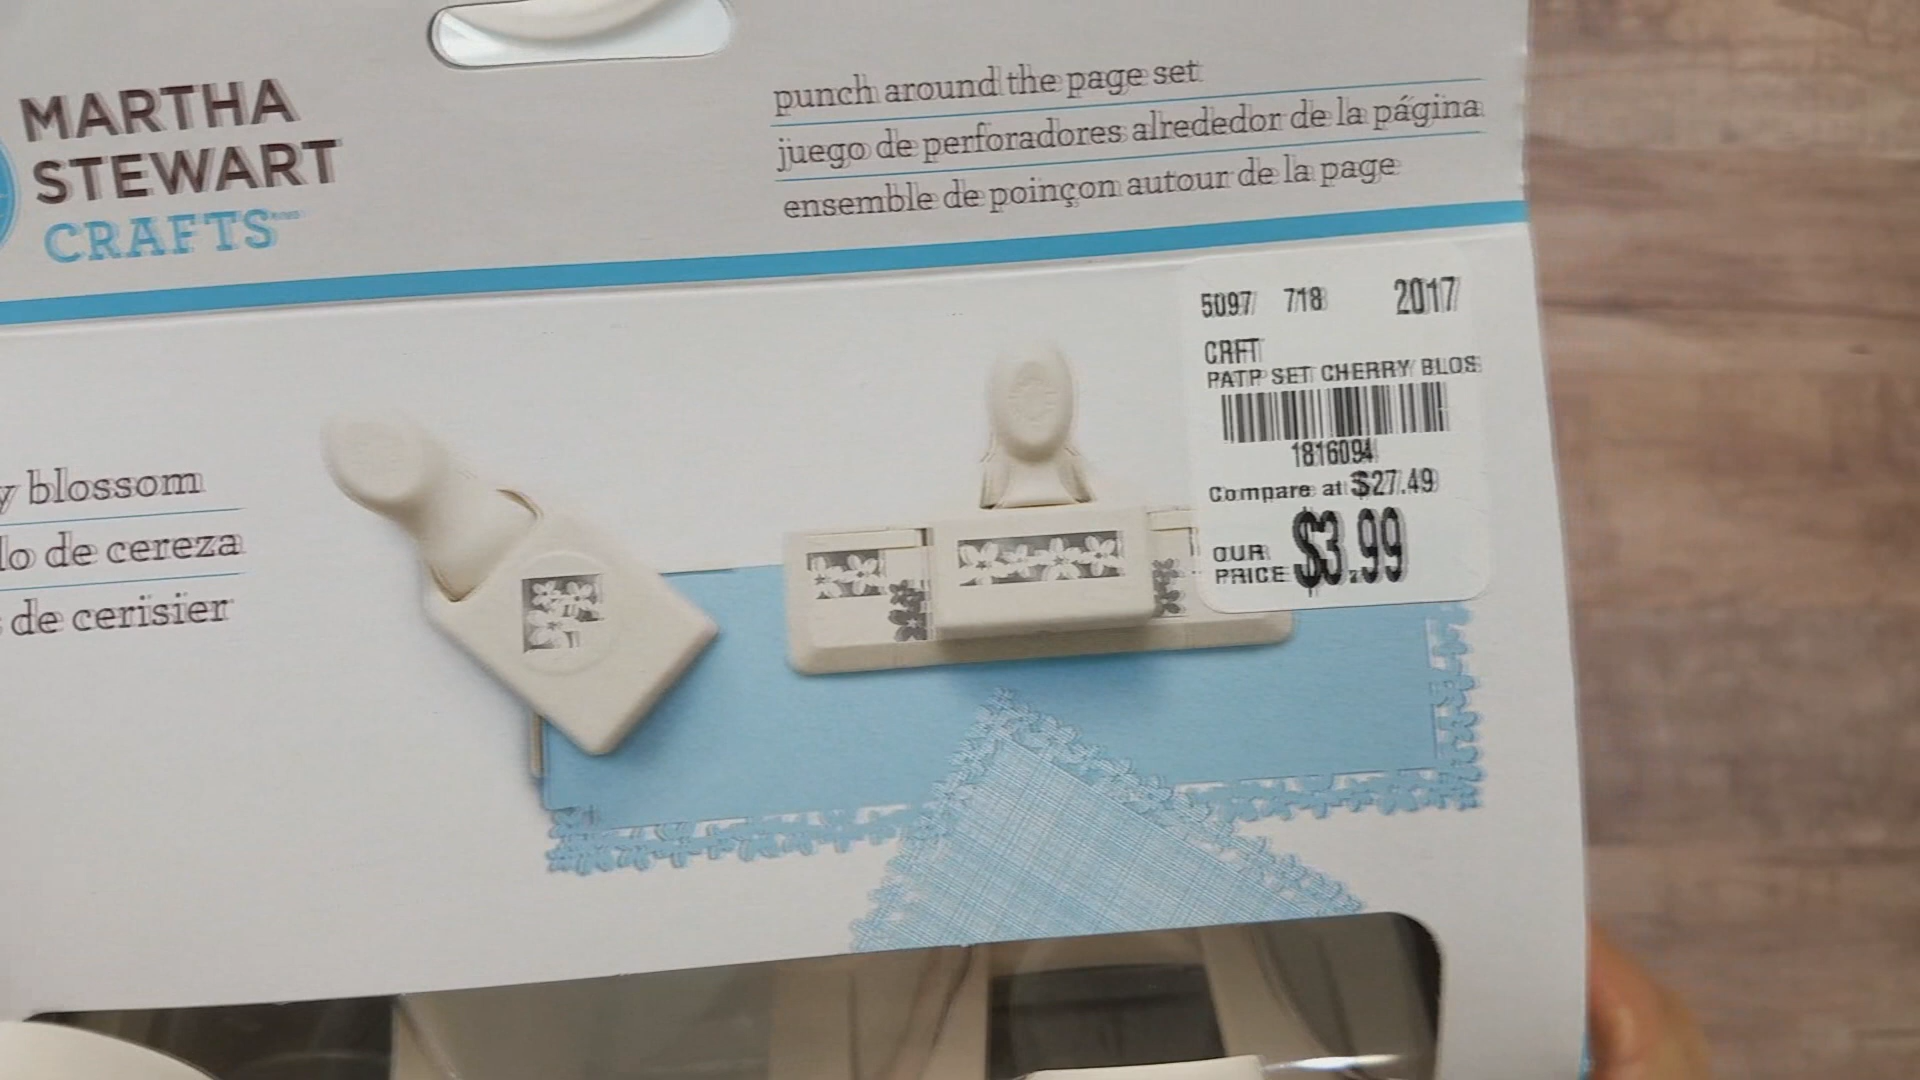 MARTHA
STEWART
CRAFTS
punch around the page set
juego de perforadores alrededor de la página
ensemble de poinçon autour de la page
blossom
de cereza
de cerisier
5097 718 2017
CRFT
PATP SET CHERRY BLOS
1816094
Compare at $27.49
OUR
PRICE $3.99